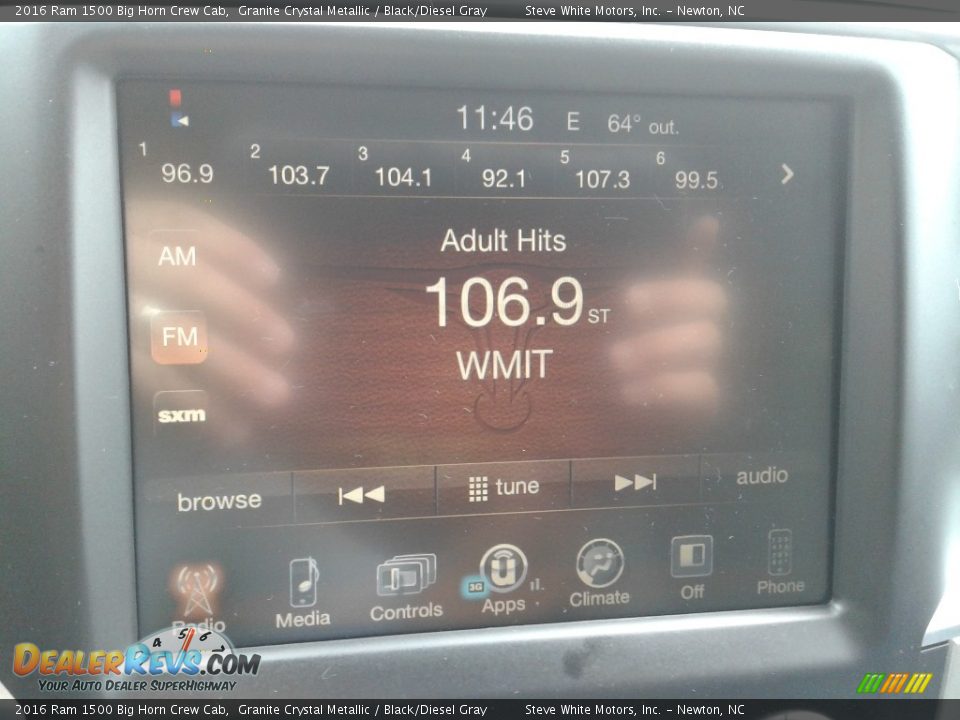 2016 Ram 1500 Big Horn Crew Cab,  Granite Crystal Metallic / Black/Diesel Gray    Steve White Motors, Inc. – Newton, NC
11:46 E 64° out.
1 96.9 2 103.7 3 104.1 4 92.1 5 107.3 6 99.5
Adult Hits
AM
106.9 ST
FM
WMIT
sxm
browse tune audio
3G
Radio Media Controls Apps Climate Off Phone
4 5 6
DEALERREVS.COM
YOUR AUTO DEALER SUPERHIGHWAY
2016 Ram 1500 Big Horn Crew Cab,  Granite Crystal Metallic / Black/Diesel Gray    Steve White Motors, Inc. – Newton, NC